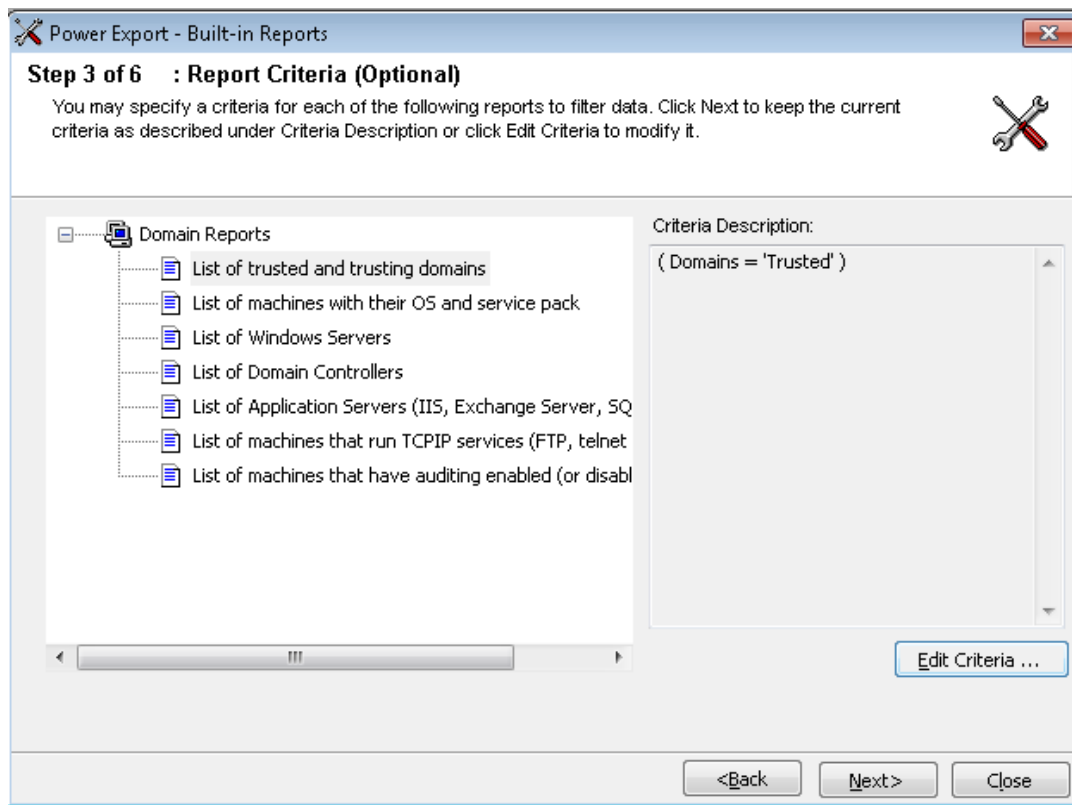 Power Export - Built-in Reports
Step 3 of 6 : Report Criteria (Optional)
You may specify a criteria for each of the following reports to filter data. Click Next to keep the current
criteria as described under Criteria Description or click Edit Criteria to modify it.
Domain Reports
List of trusted and trusting domains
List of machines with their OS and service pack
List of Windows Servers
List of Domain Controllers
List of Application Servers (IIS, Exchange Server, SQ
List of machines that run TCPIP services (FTP, telnet
List of machines that have auditing enabled (or disabl
Criteria Description:
( Domains = 'Trusted' )
Edit Criteria ...
<Back
Next>
Close